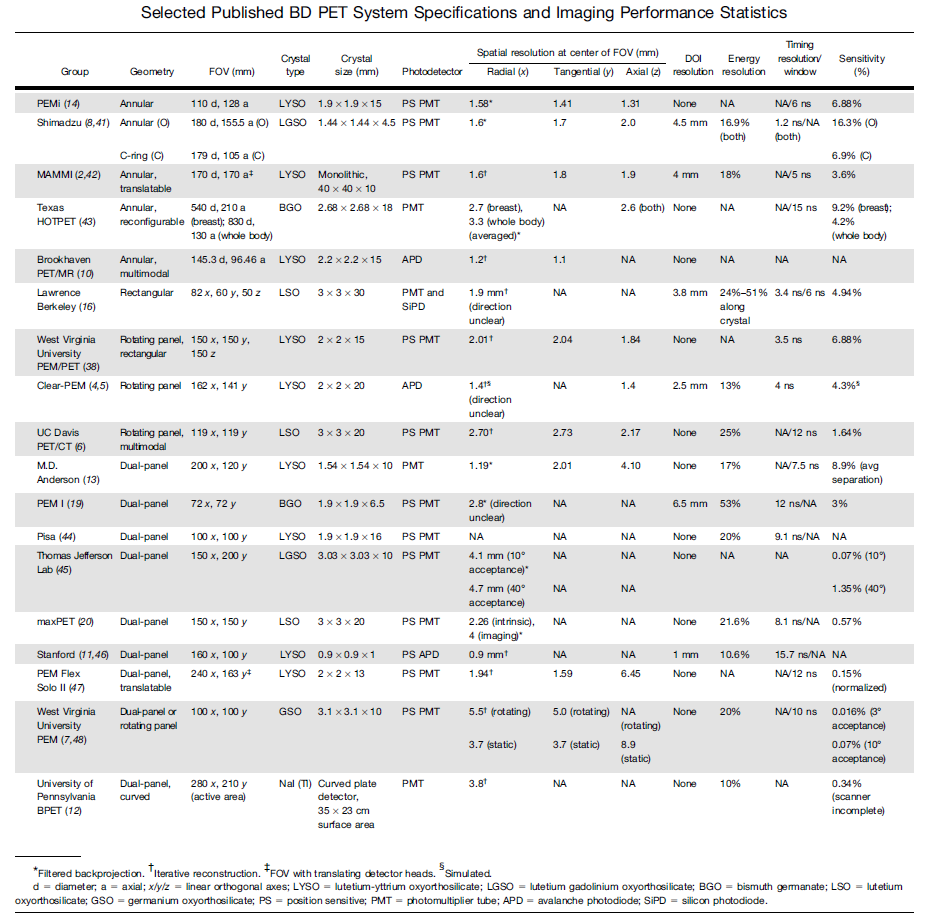 Selected Published BD PET System Specifications and Imaging Performance Statistics
Spatial resolution at center of FOV (mm)
Group Geometry FOV (mm) Crystal type Crystal size (mm) Photodetector Radial (x) Tangential (y) Axial (z) DOI resolution Energy resolution Timing resolution/window Sensitivity (%)
PEMi (14) Annular 110 d, 128 a LYSO 1.9 × 1.9 × 15 PS PMT 1.58* 1.41 1.31 None NA NA/6 ns 6.88%
Shimadzu (8,41) Annular (O) 180 d, 155.5 a (O) LGSO 1.44 × 1.44 × 4.5 PS PMT 1.6* 1.7 2.0 4.5 mm 16.9% (both) 1.2 ns/NA (both) 16.3% (O)
C-ring (C) 179 d, 105 a (C) 6.9% (C)
MAMMI (2,42) Annular, translatable 170 d, 170 a‡ LYSO Monolithic, 40 × 40 × 10 PS PMT 1.6† 1.8 1.9 4 mm 18% NA/5 ns 3.6%
Texas HOTPET (43) Annular, reconfigurable 540 d, 210 a (breast); 830 d, 130 a (whole body) BGO 2.68 × 2.68 × 18 PMT 2.7 (breast), 3.3 (whole body) (averaged)* NA 2.6 (both) None NA NA/15 ns 9.2% (breast); 4.2% (whole body)
Brookhaven PET/MR (10) Annular, multimodal 145.3 d, 96.46 a LYSO 2.2 × 2.2 × 15 APD 1.2† 1.1 NA None NA NA NA
Lawrence Berkeley (16) Rectangular 82 x, 60 y, 50 z LSO 3 × 3 × 30 PMT and SiPD 1.9 mm† (direction unclear) NA NA 3.8 mm 24%–51% along crystal 3.4 ns/6 ns 4.94%
West Virginia University PEM/PET (38) Rotating panel, rectangular 150 x, 150 y, 150 z LYSO 2 × 2 × 15 PS PMT 2.01† 2.04 1.84 None NA 3.5 ns 6.88%
Clear-PEM (4,5) Rotating panel 162 x, 141 y LYSO 2 × 2 × 20 APD 1.4†§ (direction unclear) NA 1.4 2.5 mm 13% 4 ns 4.3%§
UC Davis PET/CT (6) Rotating panel, multimodal 119 x, 119 y LSO 3 × 3 × 20 PS PMT 2.70† 2.73 2.17 None 25% NA/12 ns 1.64%
M.D. Anderson (13) Dual-panel 200 x, 120 y LYSO 1.54 × 1.54 × 10 PMT 1.19* 2.01 4.10 None 17% NA/7.5 ns 8.9% (avg separation)
PEM I (19) Dual-panel 72 x, 72 y BGO 1.9 × 1.9 × 6.5 PS PMT 2.8* (direction unclear) NA NA 6.5 mm 53% 12 ns/NA 3%
Pisa (44) Dual-panel 100 x, 100 y LYSO 1.9 × 1.9 × 16 PS PMT NA NA NA None 20% 9.1 ns/NA NA
Thomas Jefferson Lab (45) Dual-panel 150 x, 200 y LGSO 3.03 × 3.03 × 10 PS PMT 4.1 mm (10° acceptance)* NA NA None NA NA 0.07% (10°)
4.7 mm (40° acceptance) NA NA 1.35% (40°)
maxPET (20) Dual-panel 150 x, 150 y LSO 3 × 3 × 20 PS PMT 2.26 (intrinsic), 4 (imaging)* NA NA None 21.6% 8.1 ns/NA 0.57%
Stanford (11,46) Dual-panel 160 x, 100 y LYSO 0.9 × 0.9 × 1 PS APD 0.9 mm† NA NA 1 mm 10.6% 15.7 ns/NA NA
PEM Flex Solo II (47) Dual-panel, translatable 240 x, 163 y‡ LYSO 2 × 2 × 13 PS PMT 1.94† 1.59 6.45 None NA NA/12 ns 0.15% (normalized)
West Virginia University PEM (7,48) Dual-panel or rotating panel 100 x, 100 y GSO 3.1 × 3.1 × 10 PS PMT 5.5† (rotating) 5.0 (rotating) NA (rotating) None 20% NA/10 ns 0.016% (3° acceptance)
3.7 (static) 3.7 (static) 8.9 (static) 0.07% (10° acceptance)
University of Pennsylvania BPET (12) Dual-panel, curved 280 x, 210 y (active area) NaI (Tl) Curved plate detector, 35 × 23 cm surface area PMT 3.8† NA NA None 10% NA 0.34% (scanner incomplete)
*Filtered backprojection. †Iterative reconstruction. ‡FOV with translating detector heads. §Simulated.
d = diameter; a = axial; x/y/z = linear orthogonal axes; LYSO = lutetium-yttrium oxyorthosilicate; LGSO = lutetium gadolinium oxyorthosilicate; BGO = bismuth germanate; LSO = lutetium
oxyorthosilicate; GSO = germanium oxyorthosilicate; PS = position sensitive; PMT = photomultiplier tube; APD = avalanche photodiode; SiPD = silicon photodiode.